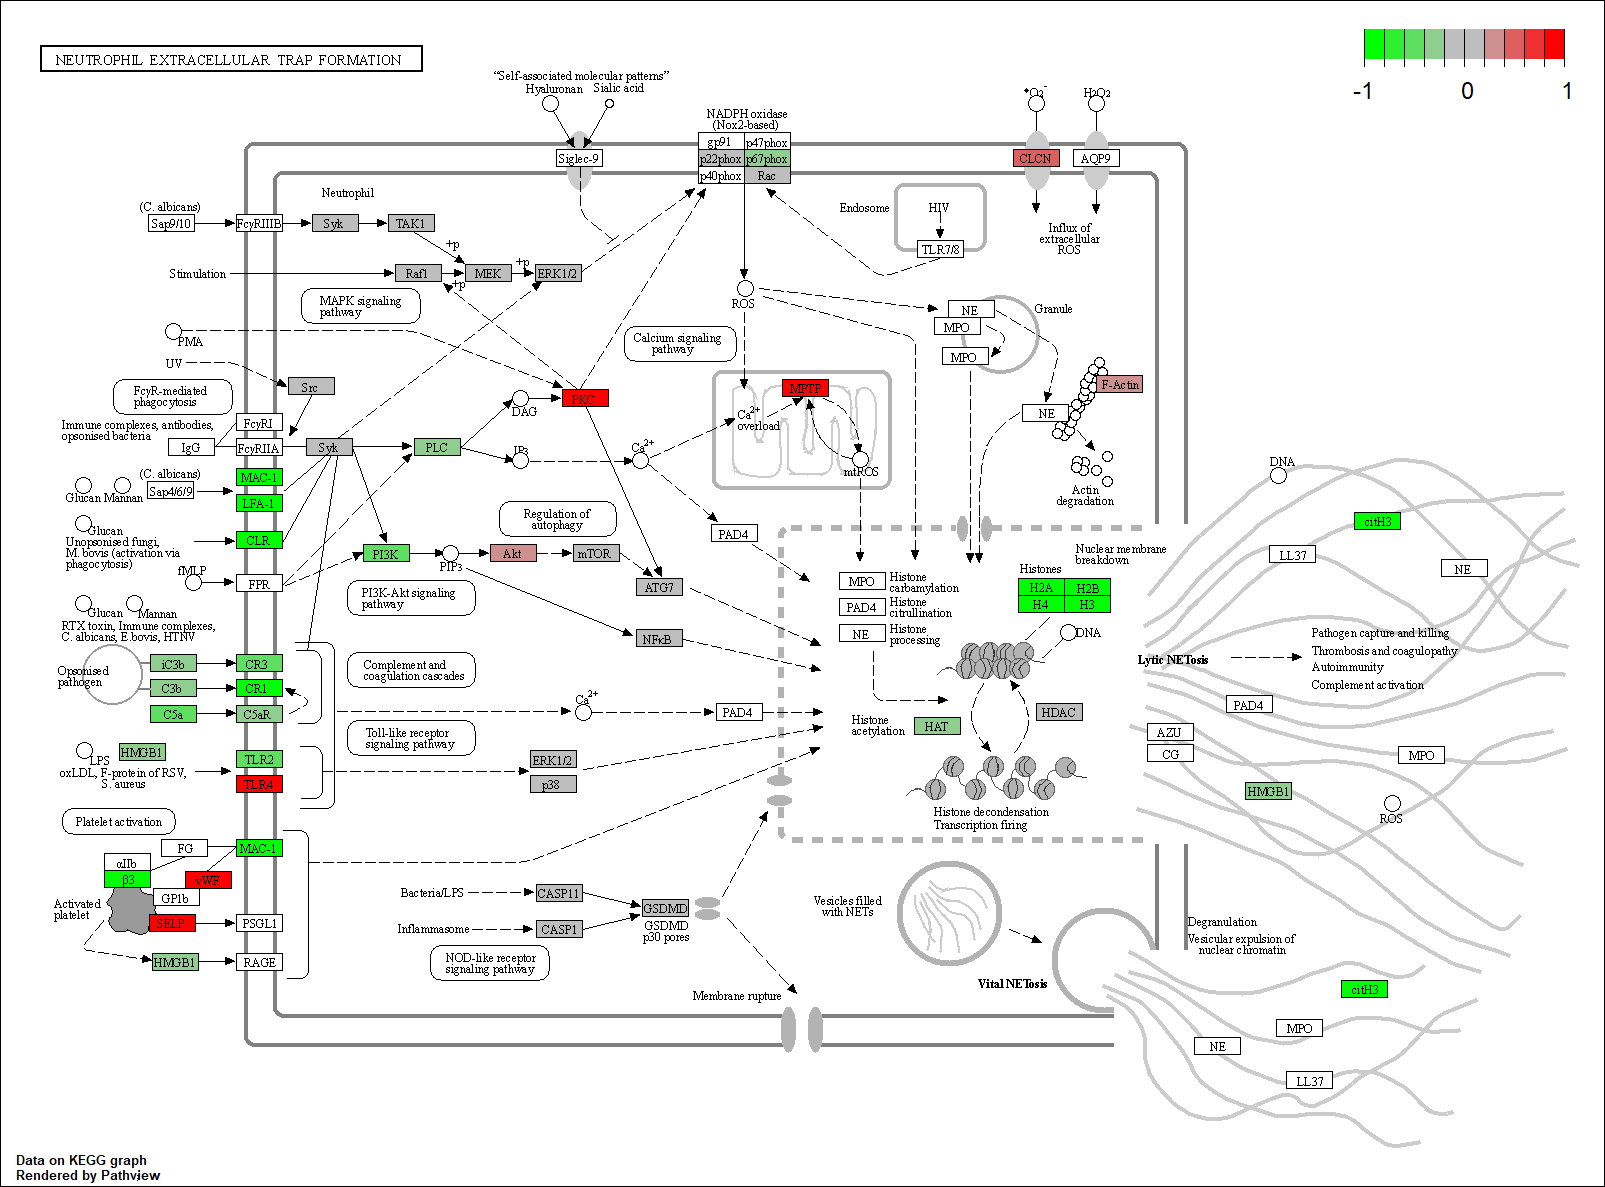 NEUTROPHIL EXTRACELLULAR TRAP FORMATION
-1
0
1
"Self-associated molecular patterns"
Hyaluronan
Sialic acid
Siglec-9
NADPH oxidase
(Nox2-based)
gp91
p47phox
p22phox
p67phox
p40phox
Rac
•O2-
H2O2
CLCN
AQP9
Influx of
extracellular
ROS
Neutrophil
Endosome
HIV
TLR7/8
(C. albicans)
Sap9/10
FcγRIIIB
Syk
TAK1
+p
Stimulation
Raf1
MEK
+p
ERK1/2
+p
MAPK signaling
pathway
ROS
NE
MPO
MPO
Granule
PMA
UV
Src
Calcium signaling
pathway
FcγR-mediated
phagocytosis
PKC
DAG
MPTP
Ca2+
overload
mtROS
F-Actin
NE
Actin
degradation
Immune complexes, antibodies,
opsonised bacteria
FcγRI
IgG
FcγRIIA
Syk
PLC
IP3
Ca2+
(C. albicans)
Glucan
Mannan
Sap4/6/9
MAC-1
LFA-1
Glucan
Unopsonised fungi,
M. bovis (activation via
phagocytosis)
CLR
fMLP
FPR
Regulation of
autophagy
PI3K
PIP3
Akt
mTOR
ATG7
PAD4
PI3K-Akt signaling
pathway
NFκB
Glucan
Mannan
RTX toxin, Immune complexes,
C. albicans, E.bovis, HTNV
Opsonised
pathogen
iC3b
CR3
C3b
CR1
C5a
C5aR
Complement and
coagulation cascades
Ca2+
PAD4
Toll-like receptor
signaling pathway
LPS
HMGB1
oxLDL, F-protein of RSV,
S. aureus
TLR2
TLR4
ERK1/2
p38
Nuclear membrane
breakdown
MPO
Histone
carbamylation
PAD4
Histone
citrullination
NE
Histone
processing
Histones
H2A
H2B
H4
H3
DNA
Histone
acetylation
HAT
HDAC
Histone decondensation
Transcription firing
Platelet activation
FG
MAC-1
αIIb
β3
vWF
GP1b
Activated
platelet
SELP
PSGL1
HMGB1
RAGE
Bacteria/LPS
CASP11
Inflammasome
CASP1
GSDMD
GSDMD
p30 pores
NOD-like receptor
signaling pathway
Membrane rupture
Vesicles filled
with NETs
Vital NETosis
Degranulation
Vesicular expulsion of
nuclear chromatin
DNA
citH3
LL37
NE
Lytic NETosis
Pathogen capture and killing
Thrombosis and coagulopathy
Autoimmunity
Complement activation
PAD4
AZU
CG
MPO
HMGB1
ROS
citH3
MPO
NE
LL37
Data on KEGG graph
Rendered by Pathview